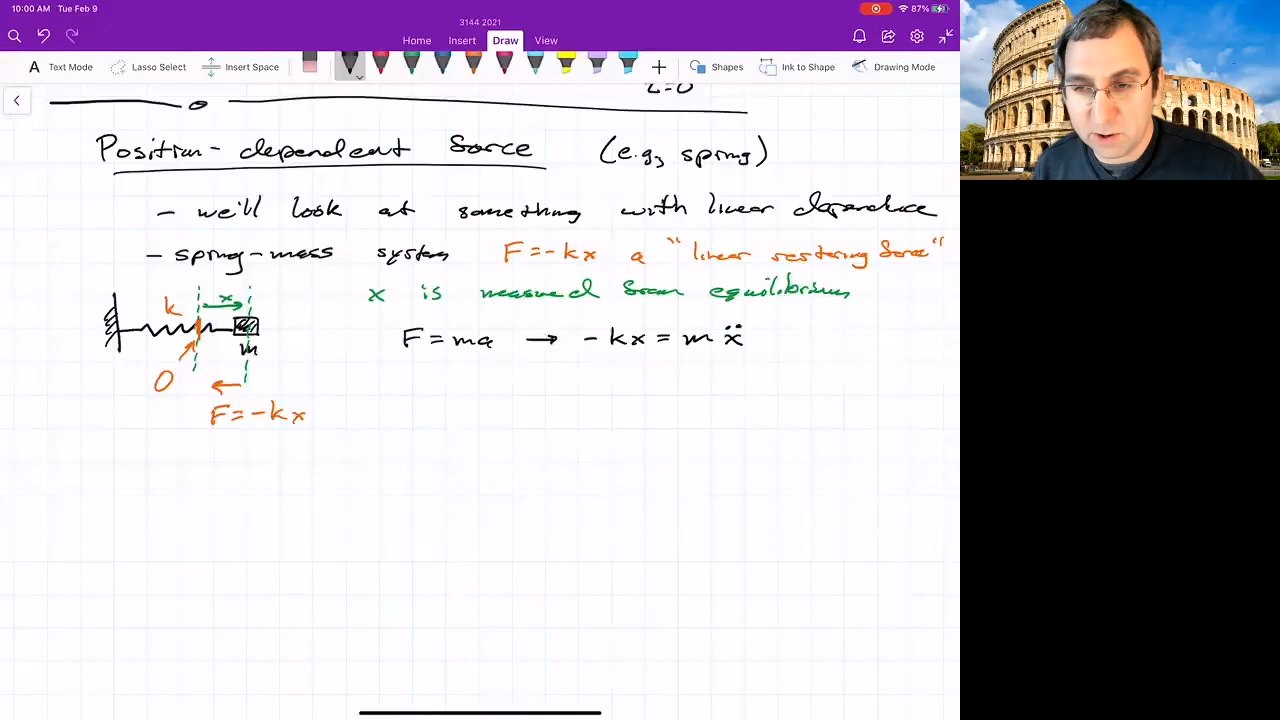 10:00 AM Tue Feb 9
87%
3144 2021
Home Insert Draw View
Text Mode Lasso Select Insert Space Shapes Ink to Shape Drawing Mode
z=0
Position-dependent force (e.g., spring)
- we'll look at something with linear dependence
- spring-mass system F=-kx a "linear restoring force"
x is measured from equilibrium
k x
m
F=ma → -kx = mẍ
O
F=-kx